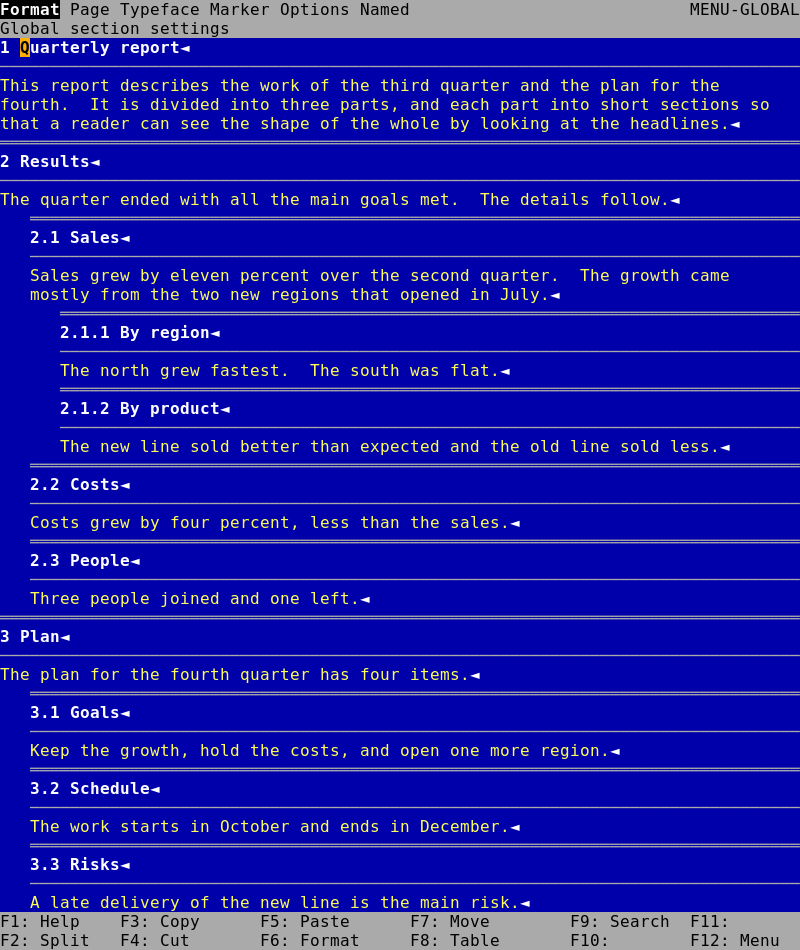 Format Page Typeface Marker Options Named MENU-GLOBAL
Global section settings
1 Quarterly report◄
This report describes the work of the third quarter and the plan for the
fourth.  It is divided into three parts, and each part into short sections so
that a reader can see the shape of the whole by looking at the headlines.◄
2 Results◄
The quarter ended with all the main goals met.  The details follow.◄
2.1 Sales◄
Sales grew by eleven percent over the second quarter.  The growth came
mostly from the two new regions that opened in July.◄
2.1.1 By region◄
The north grew fastest.  The south was flat.◄
2.1.2 By product◄
The new line sold better than expected and the old line sold less.◄
2.2 Costs◄
Costs grew by four percent, less than the sales.◄
2.3 People◄
Three people joined and one left.◄
3 Plan◄
The plan for the fourth quarter has four items.◄
3.1 Goals◄
Keep the growth, hold the costs, and open one more region.◄
3.2 Schedule◄
The work starts in October and ends in December.◄
3.3 Risks◄
A late delivery of the new line is the main risk.◄
F1: Help F3: Copy F5: Paste F7: Move F9: Search F11:
F2: Split F4: Cut F6: Format F8: Table F10: F12: Menu